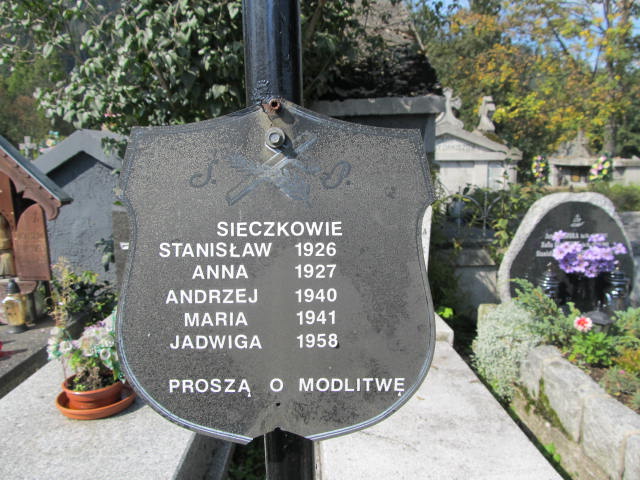 Ś. P.
SIECZKOWIE
STANISŁAW 1926
ANNA 1927
ANDRZEJ 1940
MARIA 1941
JADWIGA 1958
PROSZĄ O MODLITWĘ